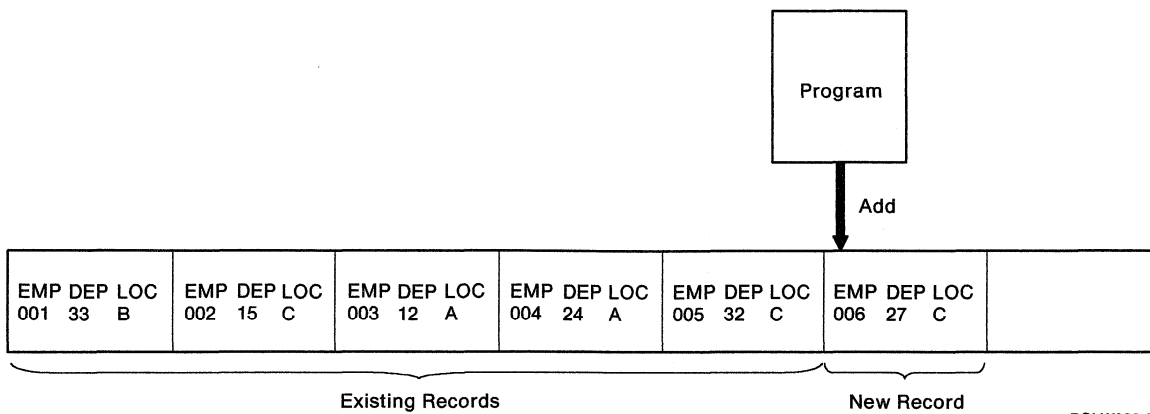 Program
Add
EMP DEP LOC EMP DEP LOC EMP DEP LOC EMP DEP LOC EMP DEP LOC EMP DEP LOC
001 33 B 002 15 C 003 12 A 004 24 A 005 32 C 006 27 C
Existing Records New Record